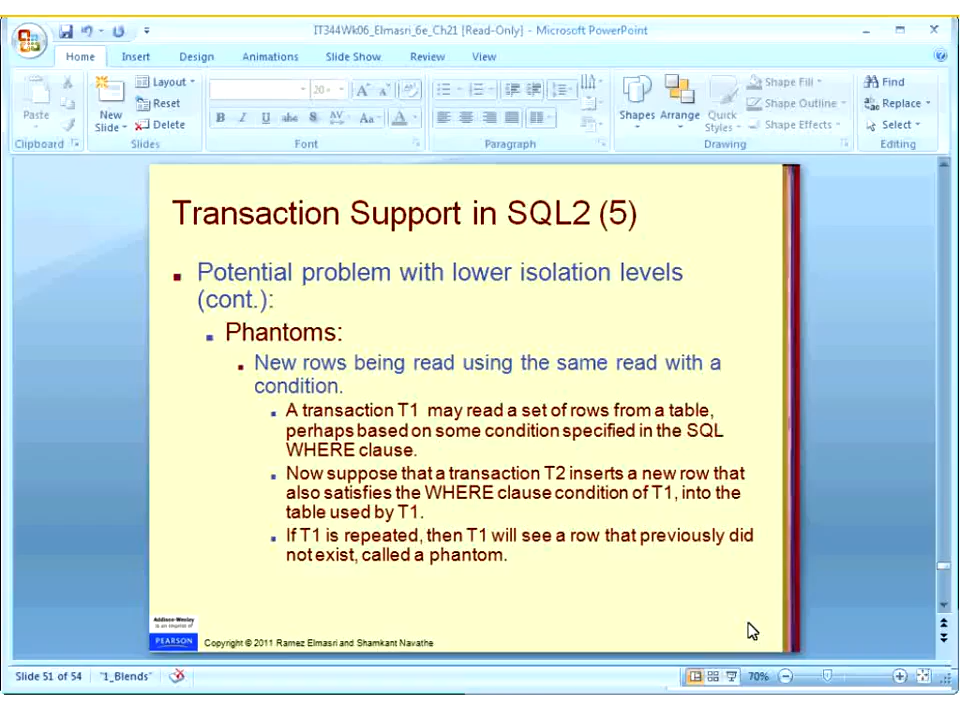 IT344Wk06_Elmasri_6e_Ch21 [Read-Only] - Microsoft PowerPoint
Home Insert Design Animations Slide Show Review View
Layout Shape Fill Find
Reset 20 Shape Outline Replace
Paste New Slide Delete B I U abc S AV Aa A Shapes Arrange Quick Styles Shape Effects Select
Clipboard Slides Font Paragraph Drawing Editing
Transaction Support in SQL2 (5)
Potential problem with lower isolation levels
(cont.):
Phantoms:
New rows being read using the same read with a
condition.
A transaction T1 may read a set of rows from a table,
perhaps based on some condition specified in the SQL
WHERE clause.
Now suppose that a transaction T2 inserts a new row that
also satisfies the WHERE clause condition of T1, into the
table used by T1.
If T1 is repeated, then T1 will see a row that previously did
not exist, called a phantom.
Addison-Wesley
is an imprint of
PEARSON
Copyright © 2011 Ramez Elmasri and Shamkant Navathe
Slide 51 of 54 "1_Blends" 70%